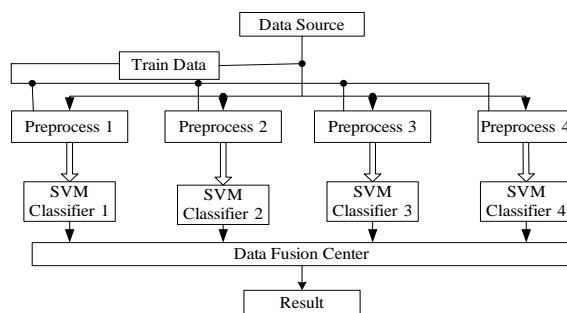 Data Source
Train Data
Preprocess 1
Preprocess 2
Preprocess 3
Preprocess 4
SVM
Classifier 1
SVM
Classifier 2
SVM
Classifier 3
SVM
Classifier 4
Data Fusion Center
Result